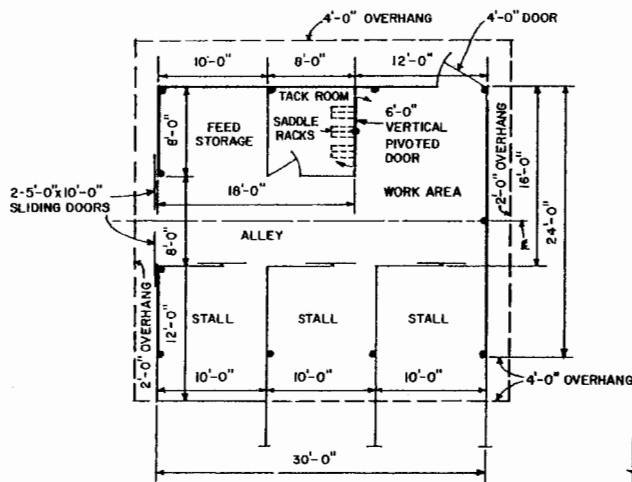 4'-0" OVERHANG
4'-0" DOOR
10'-0"
8'-0"
12'-0"
TACK ROOM
8'-0"
FEED
STORAGE
SADDLE
RACKS
6'-0"
VERTICAL
PIVOTED
DOOR
2'-0" OVERHANG
16'-0"
24'-0"
2-5'-0"x10'-0"
SLIDING DOORS
18'-0"
WORK AREA
8'-0"
ALLEY
2'-0" OVERHANG
12'-0"
STALL
STALL
STALL
10'-0"
10'-0"
10'-0"
4'-0" OVERHANG
30'-0"